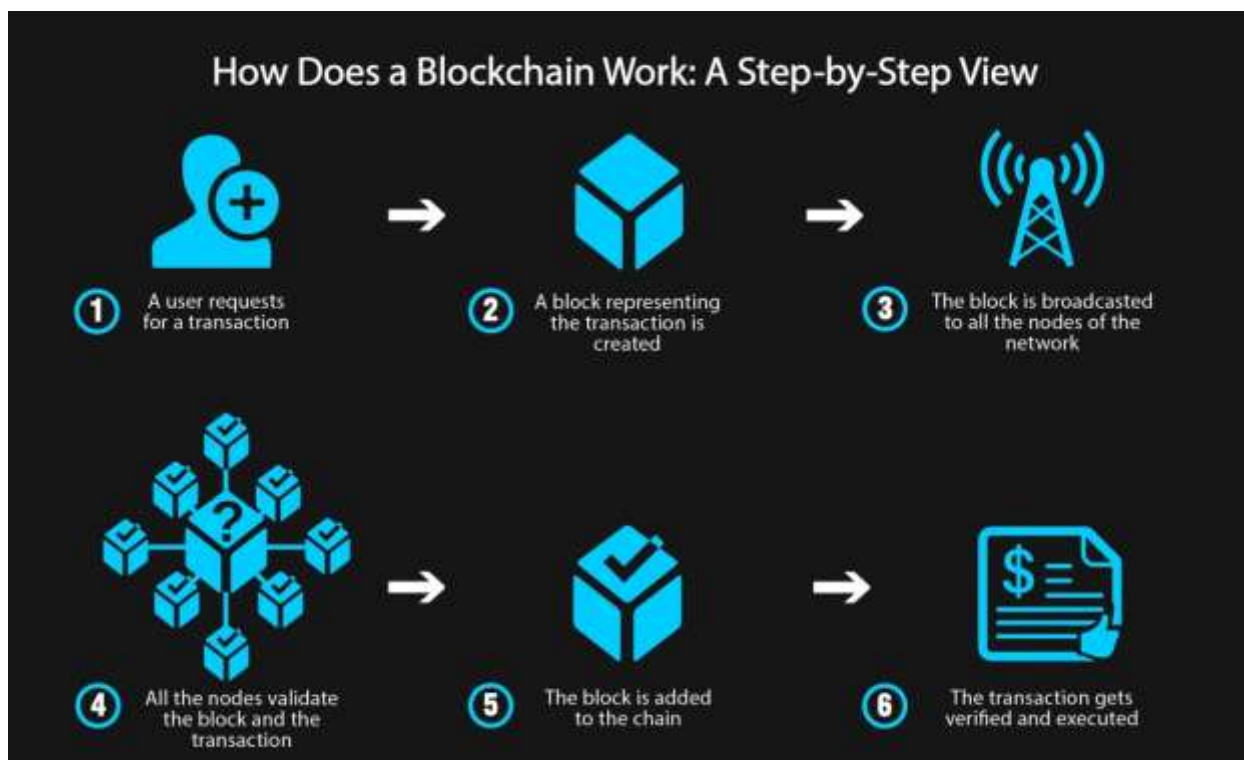 How Does a Blockchain Work: A Step-by-Step View
1
A user requests
for a transaction
2
A block representing
the transaction is
created
3
The block is broadcasted
to all the nodes of the
network
?
4
All the nodes validate
the block and the
transaction
5
The block is added
to the chain
$
6
The transaction gets
verified and executed